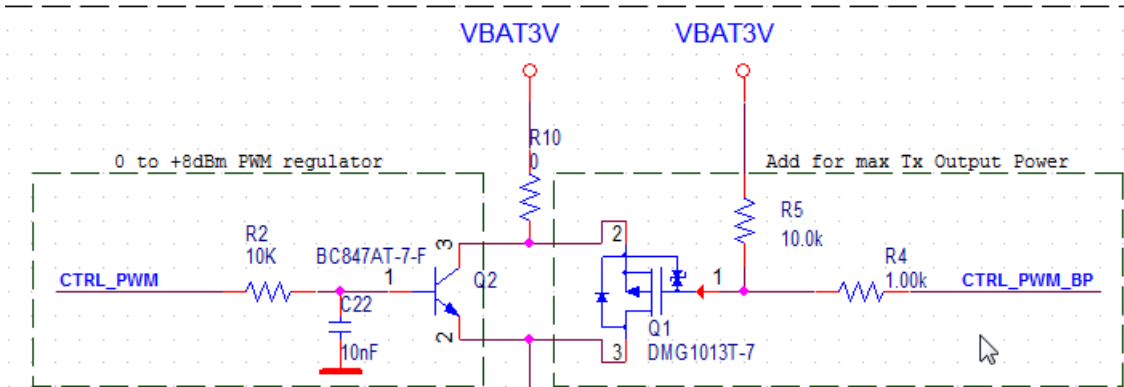 VBAT3V
VBAT3V
R10
0
0 to +8dBm PWM regulator
Add for max Tx Output Power
R2
10K
BC847AT-7-F
3
2
R5
10.0k
R4
1.00k
CTRL_PWM
1
Q2
1
CTRL_PWM_BP
C22
10nF
2
3
Q1
DMG1013T-7